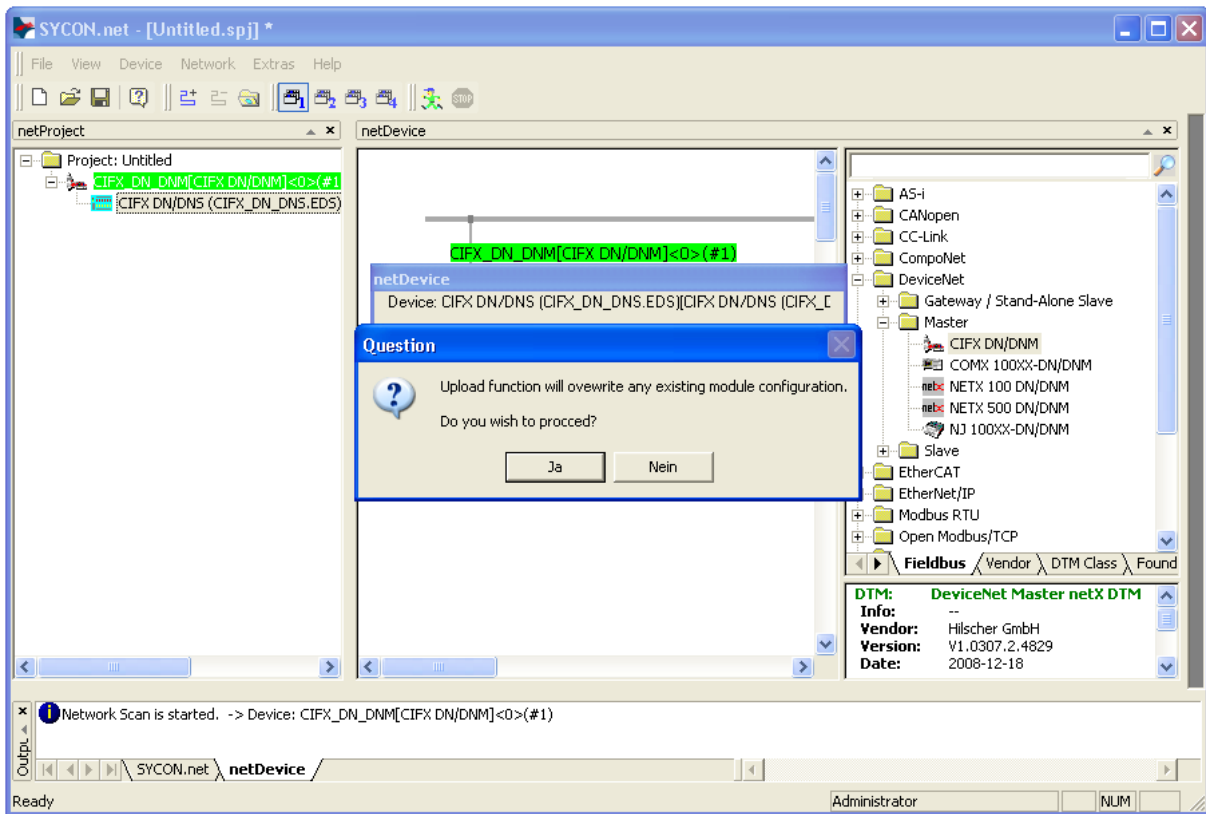 SYCON.net - [Untitled.spj] *
File View Device Network Extras Help
netProject
netDevice
Project: Untitled
CIFX_DN_DNM[CIFX DN/DNM]<0>(#1
CIFX DN/DNS (CIFX_DN_DNS.EDS)
CIFX_DN_DNM[CIFX DN/DNM]<0>(#1)
netDevice
Device: CIFX DN/DNS (CIFX_DN_DNS.EDS)[CIFX DN/DNS (CIFX_D
Question
Upload function will ovewrite any existing module configuration.
Do you wish to procced?
Ja Nein
AS-i
CANopen
CC-Link
CompoNet
DeviceNet
Gateway / Stand-Alone Slave
Master
CIFX DN/DNM
COMX 100XX-DN/DNM
netx NETX 100 DN/DNM
netx NETX 500 DN/DNM
NJ 100XX-DN/DNM
Slave
EtherCAT
EtherNet/IP
Modbus RTU
Open Modbus/TCP
Fieldbus Vendor DTM Class Found
DTM: DeviceNet Master netX DTM
Info: --
Vendor: Hilscher GmbH
Version: V1.0307.2.4829
Date: 2008-12-18
Network Scan is started. -> Device: CIFX_DN_DNM[CIFX DN/DNM]<0>(#1)
Outpu
SYCON.net netDevice
Ready Administrator NUM